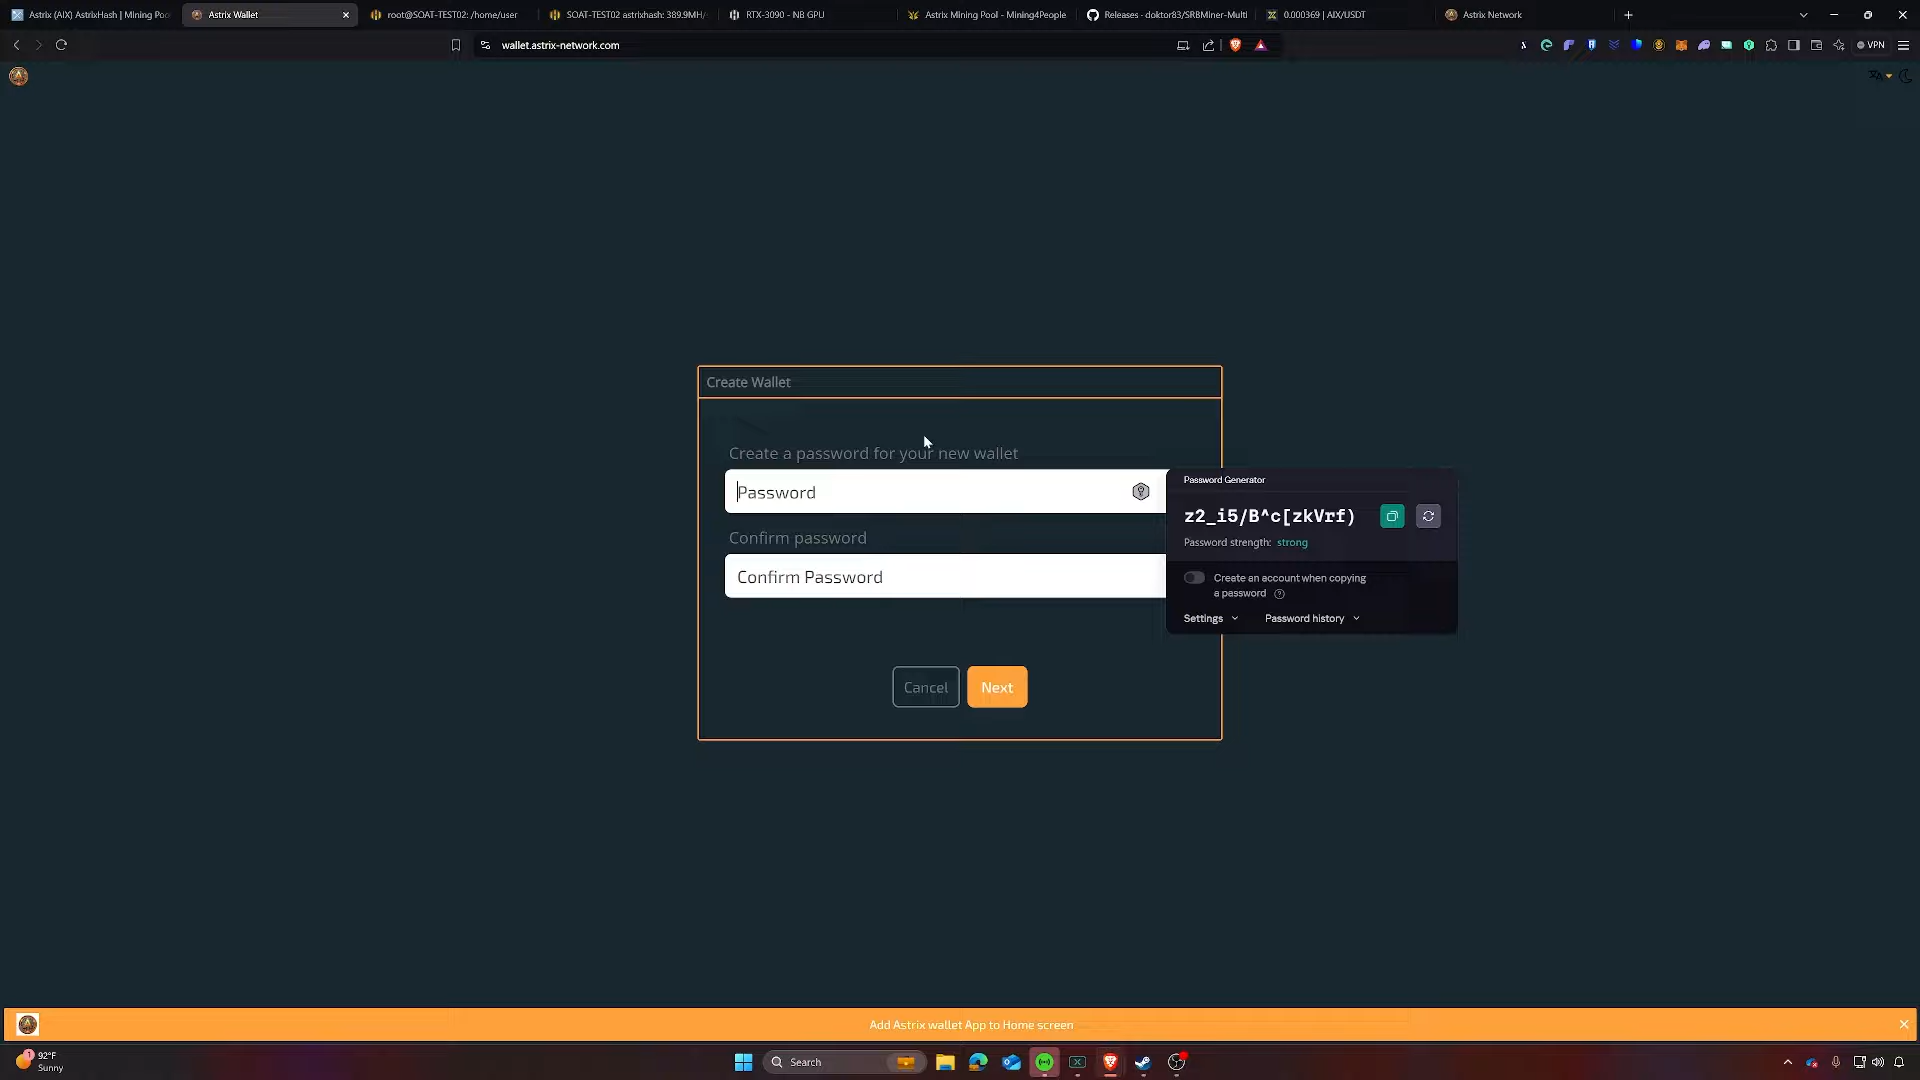 Astrix (AIX) AstrixHash | Mining Po
Astrix Wallet
root@SOAT-TEST02: /home/user
SOAT-TEST02 astrixhash: 389.9MH/
RTX-3090 - NB GPU
Astrix Mining Pool - Mining4People
Releases · doktor83/SRBMiner-Multi
0.000369 | AIX/USDT
Astrix Network
wallet.astrix-network.com
VPN
Create Wallet
Create a password for your new wallet
Password
Confirm password
Confirm Password
Password Generator
z2_i5/B^c[zkVrf)
Password strength: strong
Create an account when copying
a password
Settings
Password history
Cancel
Next
Add Astrix wallet App to Home screen
1
92°F
Sunny
Search